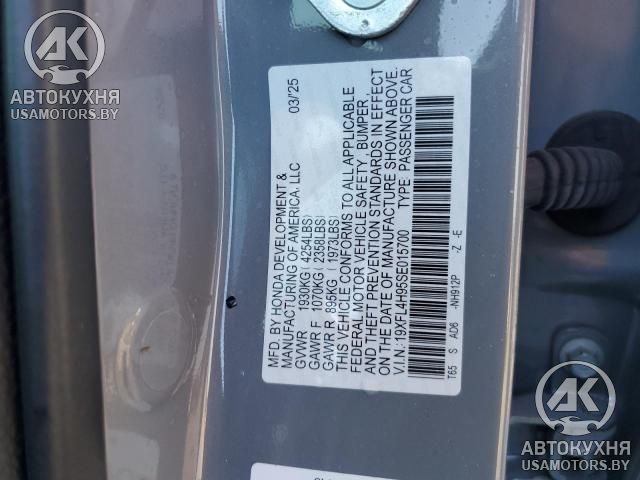 MFD. BY HONDA DEVELOPMENT &
MANUFACTURING OF AMERICA, LLC 03/'25
GVWR 1930KG ( 4254LBS)
GAWR F 1070KG ( 2358LBS)
GAWR R 895KG ( 1973LBS)
THIS VEHICLE CONFORMS TO ALL APPLICABLE
FEDERAL MOTOR VEHICLE SAFETY, BUMPER,
AND THEFT PREVENTION STANDARDS IN EFFECT
ON THE DATE OF MANUFACTURE SHOWN ABOVE.
V.I.N: 19XFL4H95SE015700 TYPE: PASSENGER CAR
T65 S AD6 -NH912P -Z -E
АК
АВТОКУХНЯ
USAMOTORS.BY
АК
АВТОКУХНЯ
USAMOTORS.BY